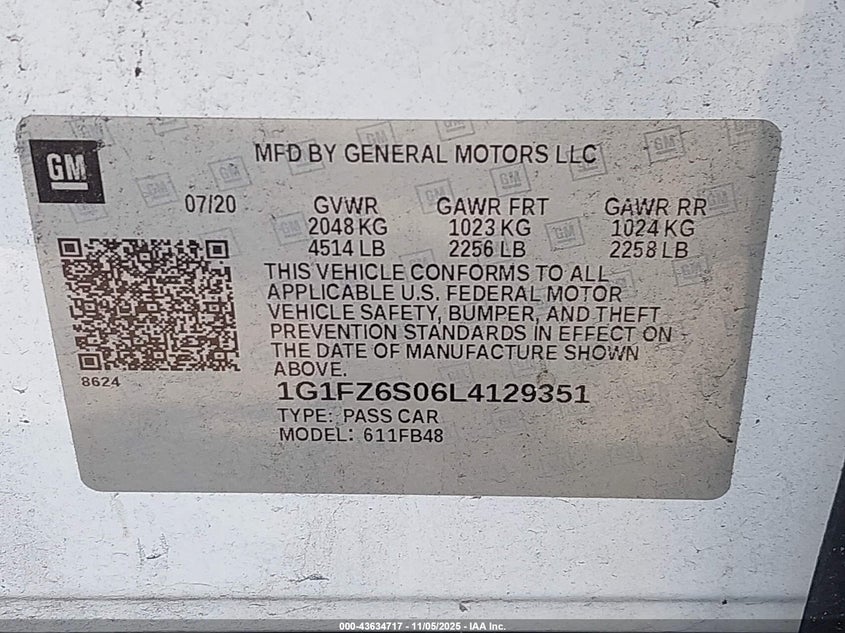 GM
MFD BY GENERAL MOTORS LLC
07/20
GVWR GAWR FRT GAWR RR
2048 KG 1023 KG 1024 KG
4514 LB 2256 LB 2258 LB
THIS VEHICLE CONFORMS TO ALL
APPLICABLE U.S. FEDERAL MOTOR
VEHICLE SAFETY, BUMPER, AND THEFT
PREVENTION STANDARDS IN EFFECT ON
THE DATE OF MANUFACTURE SHOWN
ABOVE.
8624
1G1FZ6S06L4129351
TYPE: PASS CAR
MODEL: 611FB48
000-43634717 - 11/05/2025 - IAA Inc.